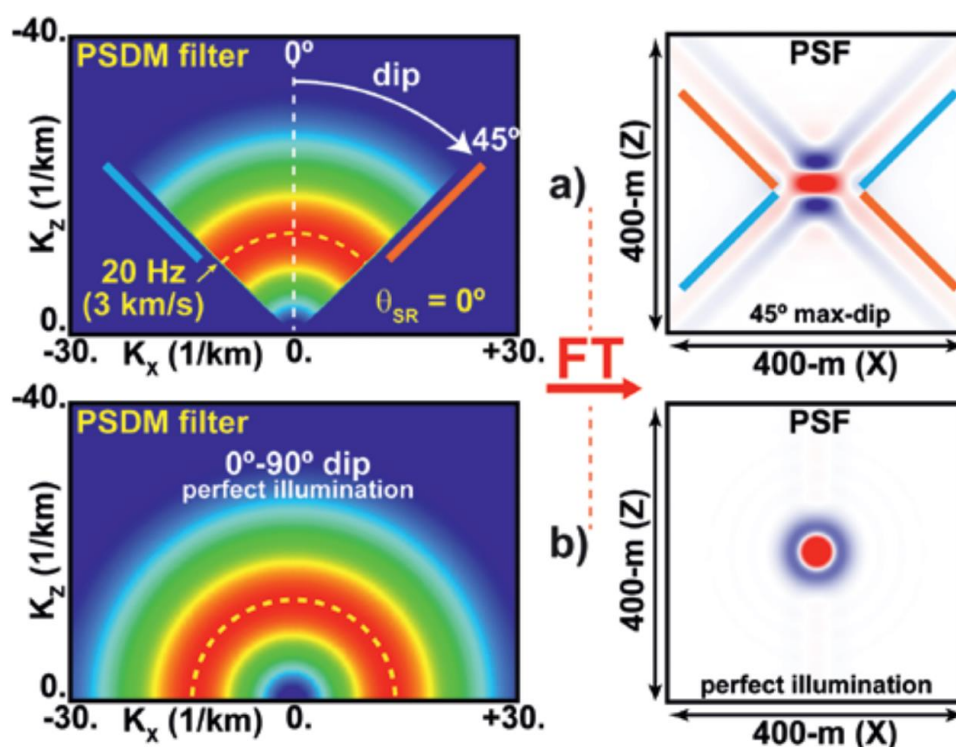 -40.
PSDM filter
0º
dip
45º
K_z (1/km)
20 Hz
(3 km/s)
θ_SR = 0º
0.
-30.
K_x (1/km)
0.
+30.
a)
PSF
400-m (Z)
45º max-dip
400-m (X)
FT
-40.
PSDM filter
0º-90º dip
perfect illumination
K_z (1/km)
0.
-30.
K_x (1/km)
0.
+30.
b)
PSF
400-m (Z)
perfect illumination
400-m (X)